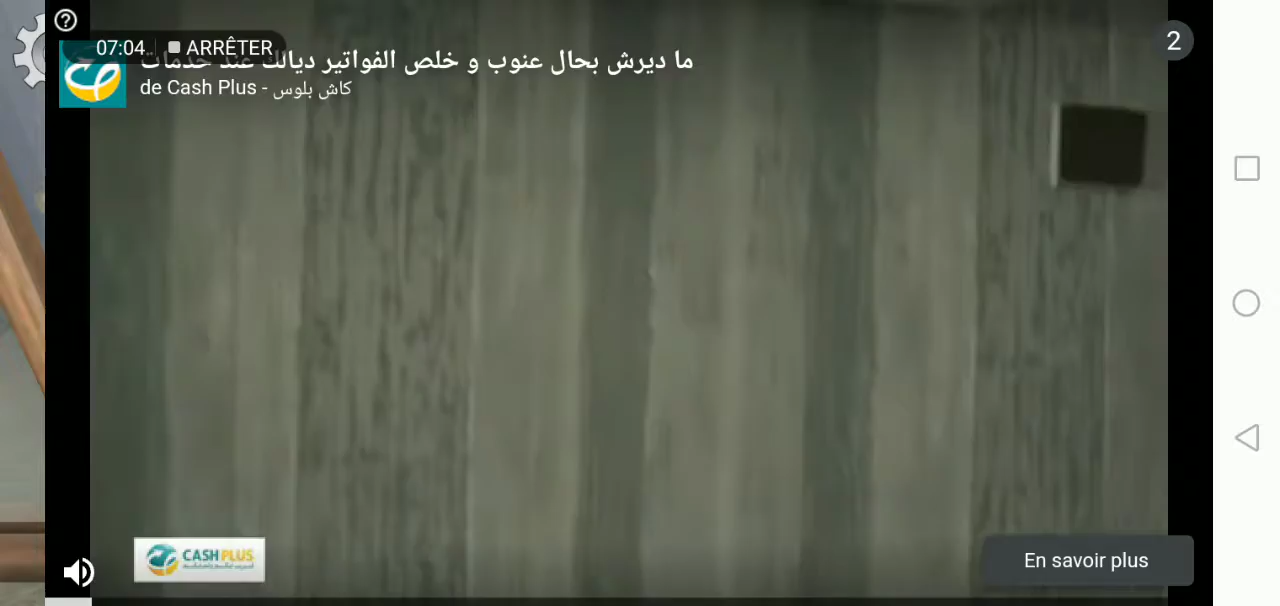 07:04 ARRÊTER
2
ما ديرش بحال عنوب و خلص الفواتير ديالك عند خدمات
de Cash Plus - كاش بلوس
CASH PLUS
En savoir plus